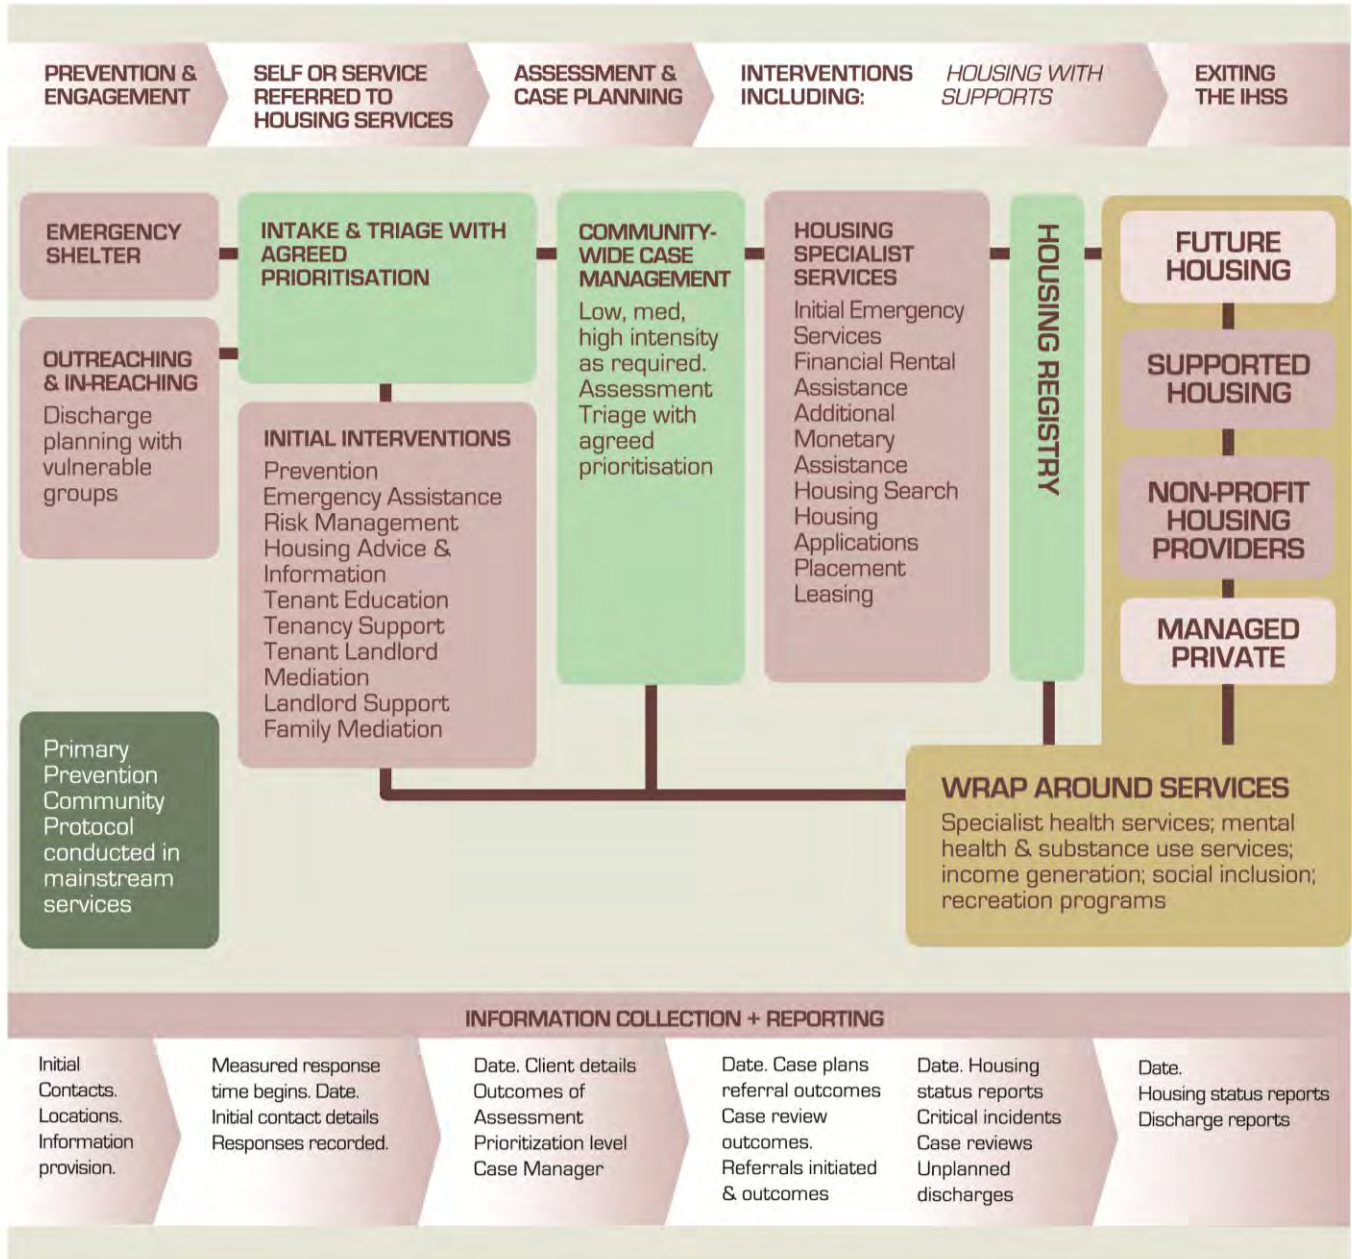 PREVENTION &
ENGAGEMENT
SELF OR SERVICE
REFERRED TO
HOUSING SERVICES
ASSESSMENT &
CASE PLANNING
INTERVENTIONS
INCLUDING:
HOUSING WITH
SUPPORTS
EXITING
THE IHSS
EMERGENCY
SHELTER
OUTREACHING
& IN-REACHING
Discharge
planning with
vulnerable
groups
Primary
Prevention
Community
Protocol
conducted in
mainstream
services
INTAKE & TRIAGE WITH
AGREED
PRIORITISATION
INITIAL INTERVENTIONS
Prevention
Emergency Assistance
Risk Management
Housing Advice &
Information
Tenant Education
Tenancy Support
Tenant Landlord
Mediation
Landlord Support
Family Mediation
COMMUNITY-
WIDE CASE
MANAGEMENT
Low, med,
high intensity
as required.
Assessment
Triage with
agreed
prioritisation
HOUSING
SPECIALIST
SERVICES
Initial Emergency
Services
Financial Rental
Assistance
Additional
Monetary
Assistance
Housing Search
Housing
Applications
Placement
Leasing
HOUSING REGISTRY
FUTURE
HOUSING
SUPPORTED
HOUSING
NON-PROFIT
HOUSING
PROVIDERS
MANAGED
PRIVATE
WRAP AROUND SERVICES
Specialist health services; mental
health & substance use services;
income generation; social inclusion;
recreation programs
INFORMATION COLLECTION + REPORTING
Initial
Contacts.
Locations.
Information
provision.
Measured response
time begins. Date.
Initial contact details
Responses recorded.
Date. Client details
Outcomes of
Assessment
Prioritization level
Case Manager
Date. Case plans
referral outcomes
Case review
outcomes.
Referrals initiated
& outcomes
Date. Housing
status reports
Critical incidents
Case reviews
Unplanned
discharges
Date.
Housing status reports
Discharge reports